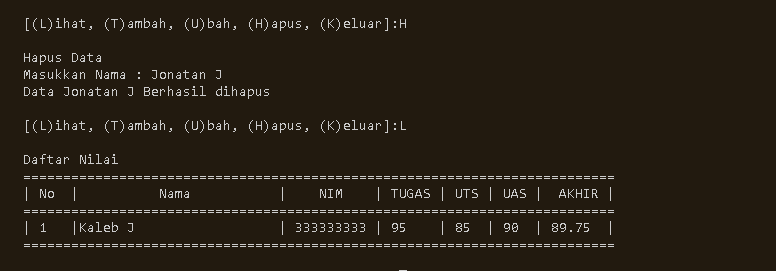 [(L)ihat, (T)ambah, (U)bah, (H)apus, (K)eluar]:H
Hapus Data
Masukkan Nama : Jonatan J
Data Jonatan J Berhasil dihapus
[(L)ihat, (T)ambah, (U)bah, (H)apus, (K)eluar]:L
Daftar Nilai
==========================================================================
| No  |          Nama           |    NIM    | TUGAS | UTS | UAS |  AKHIR |
==========================================================================
| 1   |Kaleb J                  | 333333333 | 95    | 85  | 90  | 89.75  |
==========================================================================